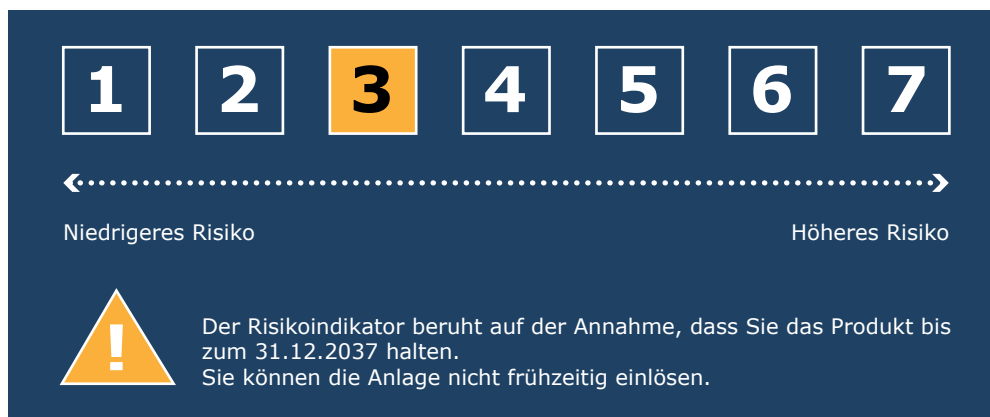 1 2 3 4 5 6 7
Niedrigeres Risiko Höheres Risiko
!
Der Risikoindikator beruht auf der Annahme, dass Sie das Produkt bis
zum 31.12.2037 halten.
Sie können die Anlage nicht frühzeitig einlösen.